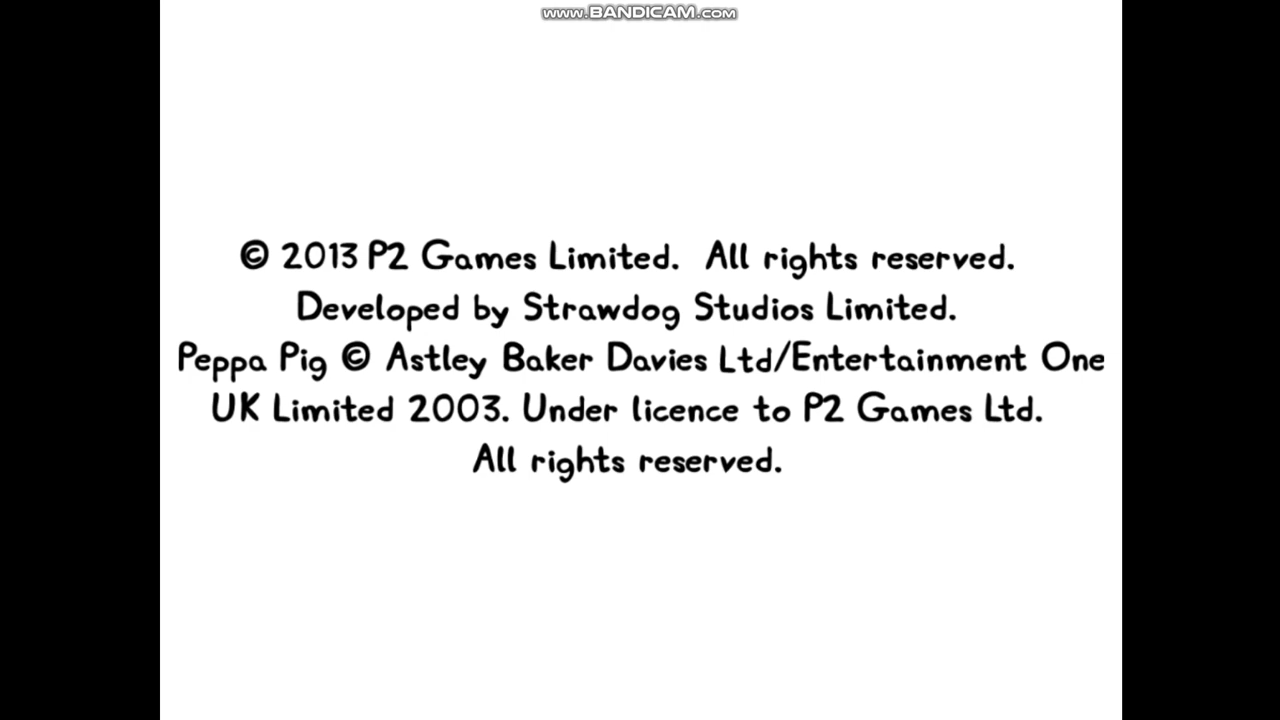 www.BANDICAM.com
© 2013 P2 Games Limited.  All rights reserved.
Developed by Strawdog Studios Limited.
Peppa Pig © Astley Baker Davies Ltd/Entertainment One
UK Limited 2003. Under licence to P2 Games Ltd.
All rights reserved.